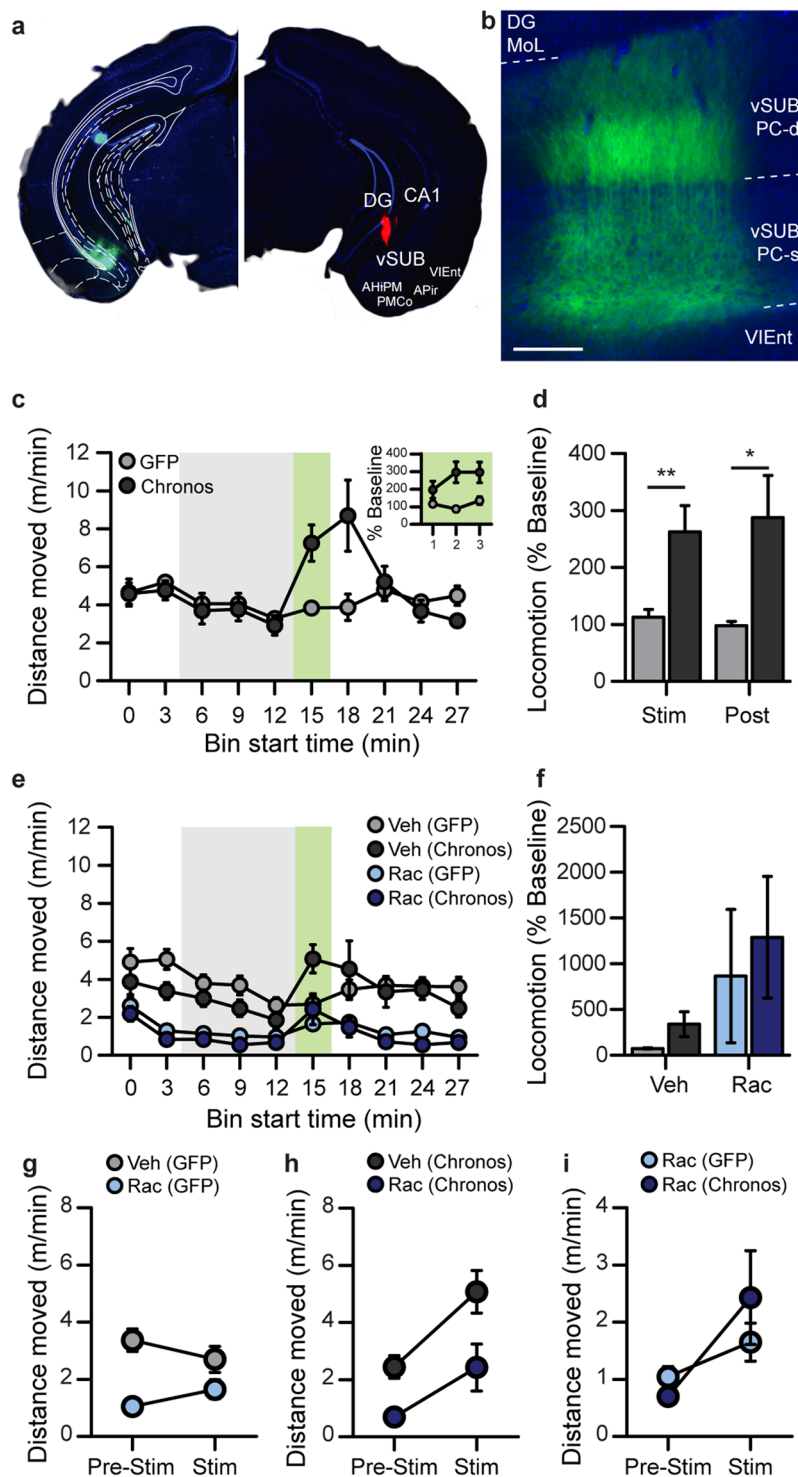 a
DG
CA1
vSUB
VIEnt
AHiPM
APir
PMCo
b
DG
MoL
vSUB
PC-d
vSUB
PC-s
VIEnt
c
Distance moved (m/min)
12
10
8
6
4
2
0
GFP
Chronos
% Baseline
400
300
200
100
0
1 2 3
0 3 6 9 12 15 18 21 24 27
Bin start time (min)
d
Locomotion (% Baseline)
400
300
200
100
0
** *
Stim Post
e
Distance moved (m/min)
12
10
8
6
4
2
0
Veh (GFP)
Veh (Chronos)
Rac (GFP)
Rac (Chronos)
0 3 6 9 12 15 18 21 24 27
Bin start time (min)
f
Locomotion (% Baseline)
2500
2000
1500
1000
500
0
Veh Rac
g
Veh (GFP)
Rac (GFP)
Distance moved (m/min)
8
6
4
2
0
Pre-Stim Stim
h
Veh (Chronos)
Rac (Chronos)
Distance moved (m/min)
8
6
4
2
0
Pre-Stim Stim
i
Rac (GFP)
Rac (Chronos)
Distance moved (m/min)
4
3
2
1
0
Pre-Stim Stim